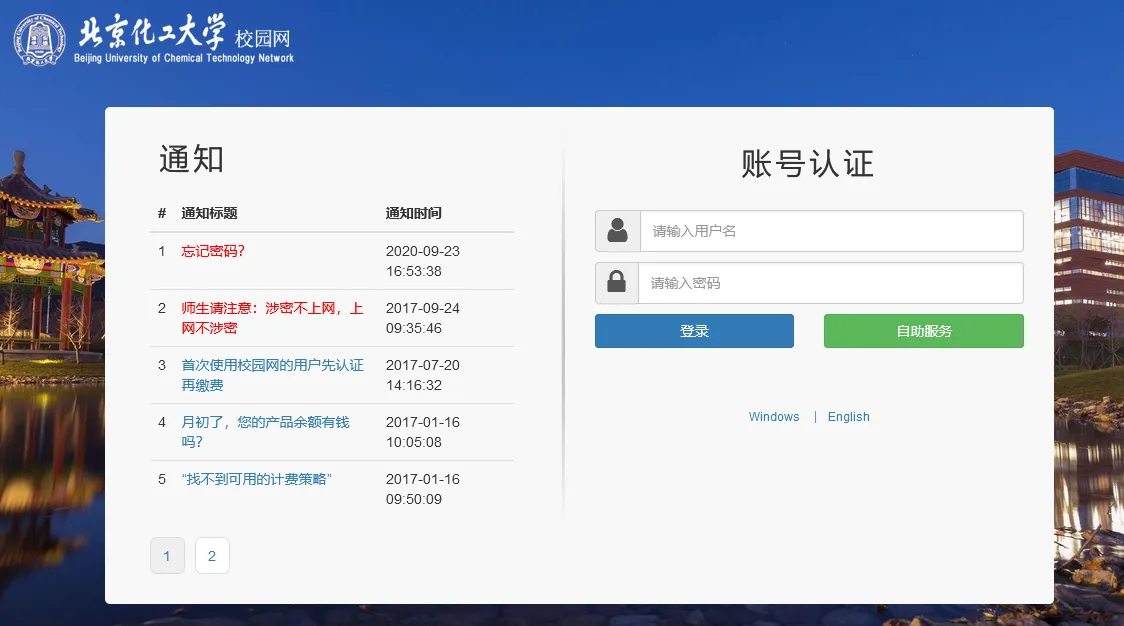 北京化工大学 校园网
Beijing University of Chemical Technology Network
通知
# 通知标题 通知时间
1 忘记密码? 2020-09-23
16:53:38
2 师生请注意：涉密不上网，上 2017-09-24
网不涉密 09:35:46
3 首次使用校园网的用户先认证 2017-07-20
再缴费 14:16:32
4 月初了，您的产品余额有钱 2017-01-16
吗？ 10:05:08
5 “找不到可用的计费策略” 2017-01-16
09:50:09
1 2
账号认证
请输入用户名
请输入密码
登录 自助服务
Windows | English